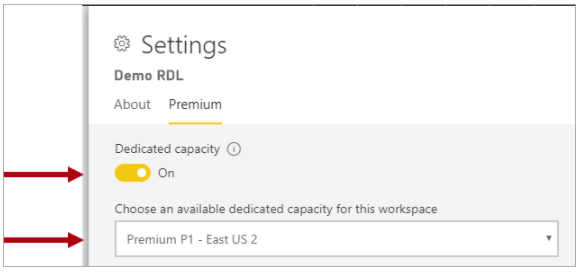 Settings
Demo RDL
About Premium
Dedicated capacity
On
Choose an available dedicated capacity for this workspace
Premium P1 - East US 2